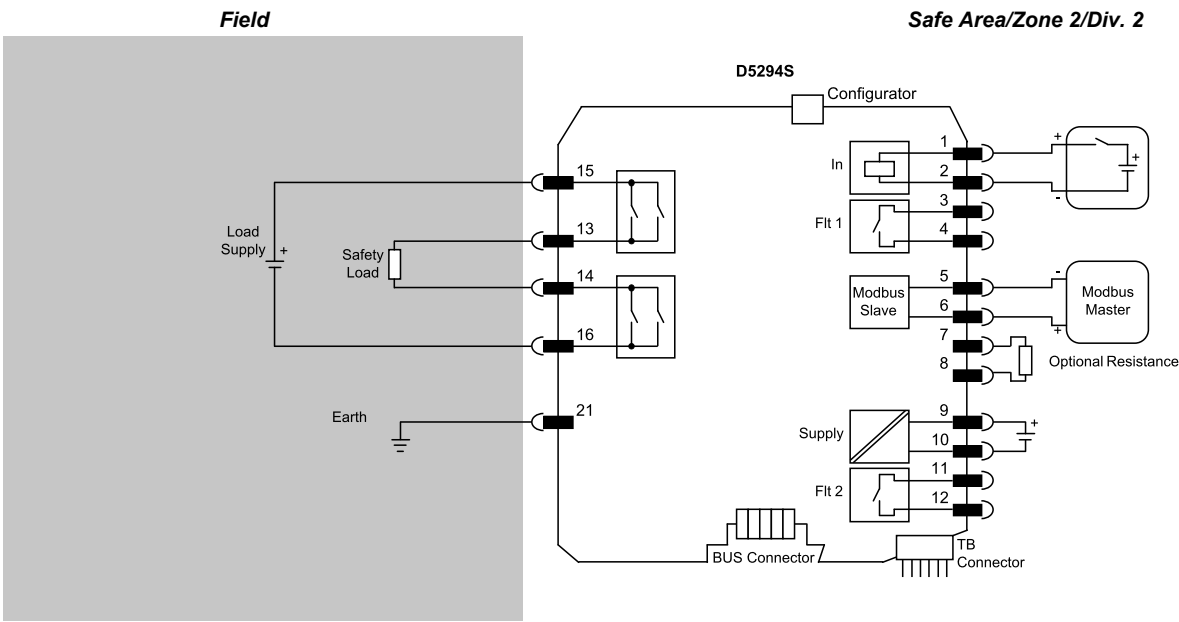 Field
Safe Area/Zone 2/Div. 2
D5294S
Configurator
15
13
14
16
21
Load
Supply
+
Safety
Load
Earth
In
1
2
+
-
+
Flt 1
3
4
Modbus
Slave
5
6
-
+
Modbus
Master
7
8
Optional Resistance
Supply
9
10
+
Flt 2
11
12
BUS Connector
TB
Connector